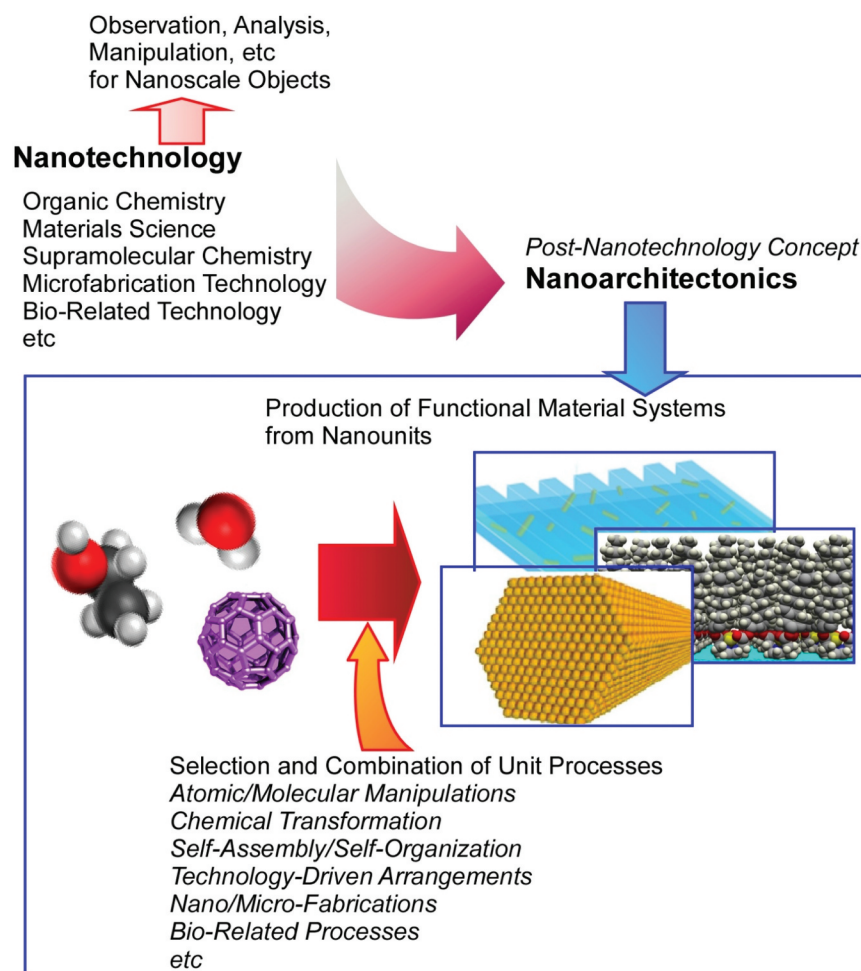 Observation, Analysis,
Manipulation, etc
for Nanoscale Objects
Nanotechnology
Organic Chemistry
Materials Science
Supramolecular Chemistry
Microfabrication Technology
Bio-Related Technology
etc
Post-Nanotechnology Concept
Nanoarchitectonics
Production of Functional Material Systems
from Nanounits
Selection and Combination of Unit Processes
Atomic/Molecular Manipulations
Chemical Transformation
Self-Assembly/Self-Organization
Technology-Driven Arrangements
Nano/Micro-Fabrications
Bio-Related Processes
etc